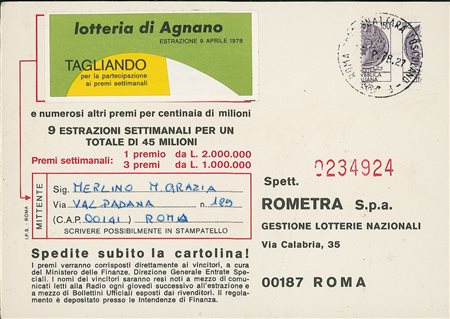 lotteria di Agnano
ESTRAZIONE 9 APRILE 1978
TAGLIANDO
per la partecipazione
ai premi settimanali
e numerosi altri premi per centinaia di milioni
9 ESTRAZIONI SETTIMANALI PER UN
TOTALE DI 45 MILIONI
Premi settimanali: 1 premio da L. 2.000.000
3 premi da L. 1.000.000
I.P.S. - ROMA
MITTENTE
Sig. MERLINO M. GRAZIA
Via VAL PADANA n. 189
(C.A.P. 00141) ROMA
SCRIVERE POSSIBILMENTE IN STAMPATELLO
Spedite subito la cartolina!
I premi verranno corrisposti direttamente ai vincitori, a cura
del Ministero delle Finanze, Direzione Generale Entrate Spe-
ciali. I nomi dei vincitori saranno resi noti a mezzo di comuni-
cati letti alla Radio ogni giovedì successivo all'estrazione e
a mezzo di Bollettini Ufficiali esposti dai rivenditori. Il regola-
mento è depositato presso le Intendenze di Finanza.
0234924
Spett.
ROMETRA S.p.a.
GESTIONE LOTTERIE NAZIONALI
Via Calabria, 35
00187 ROMA